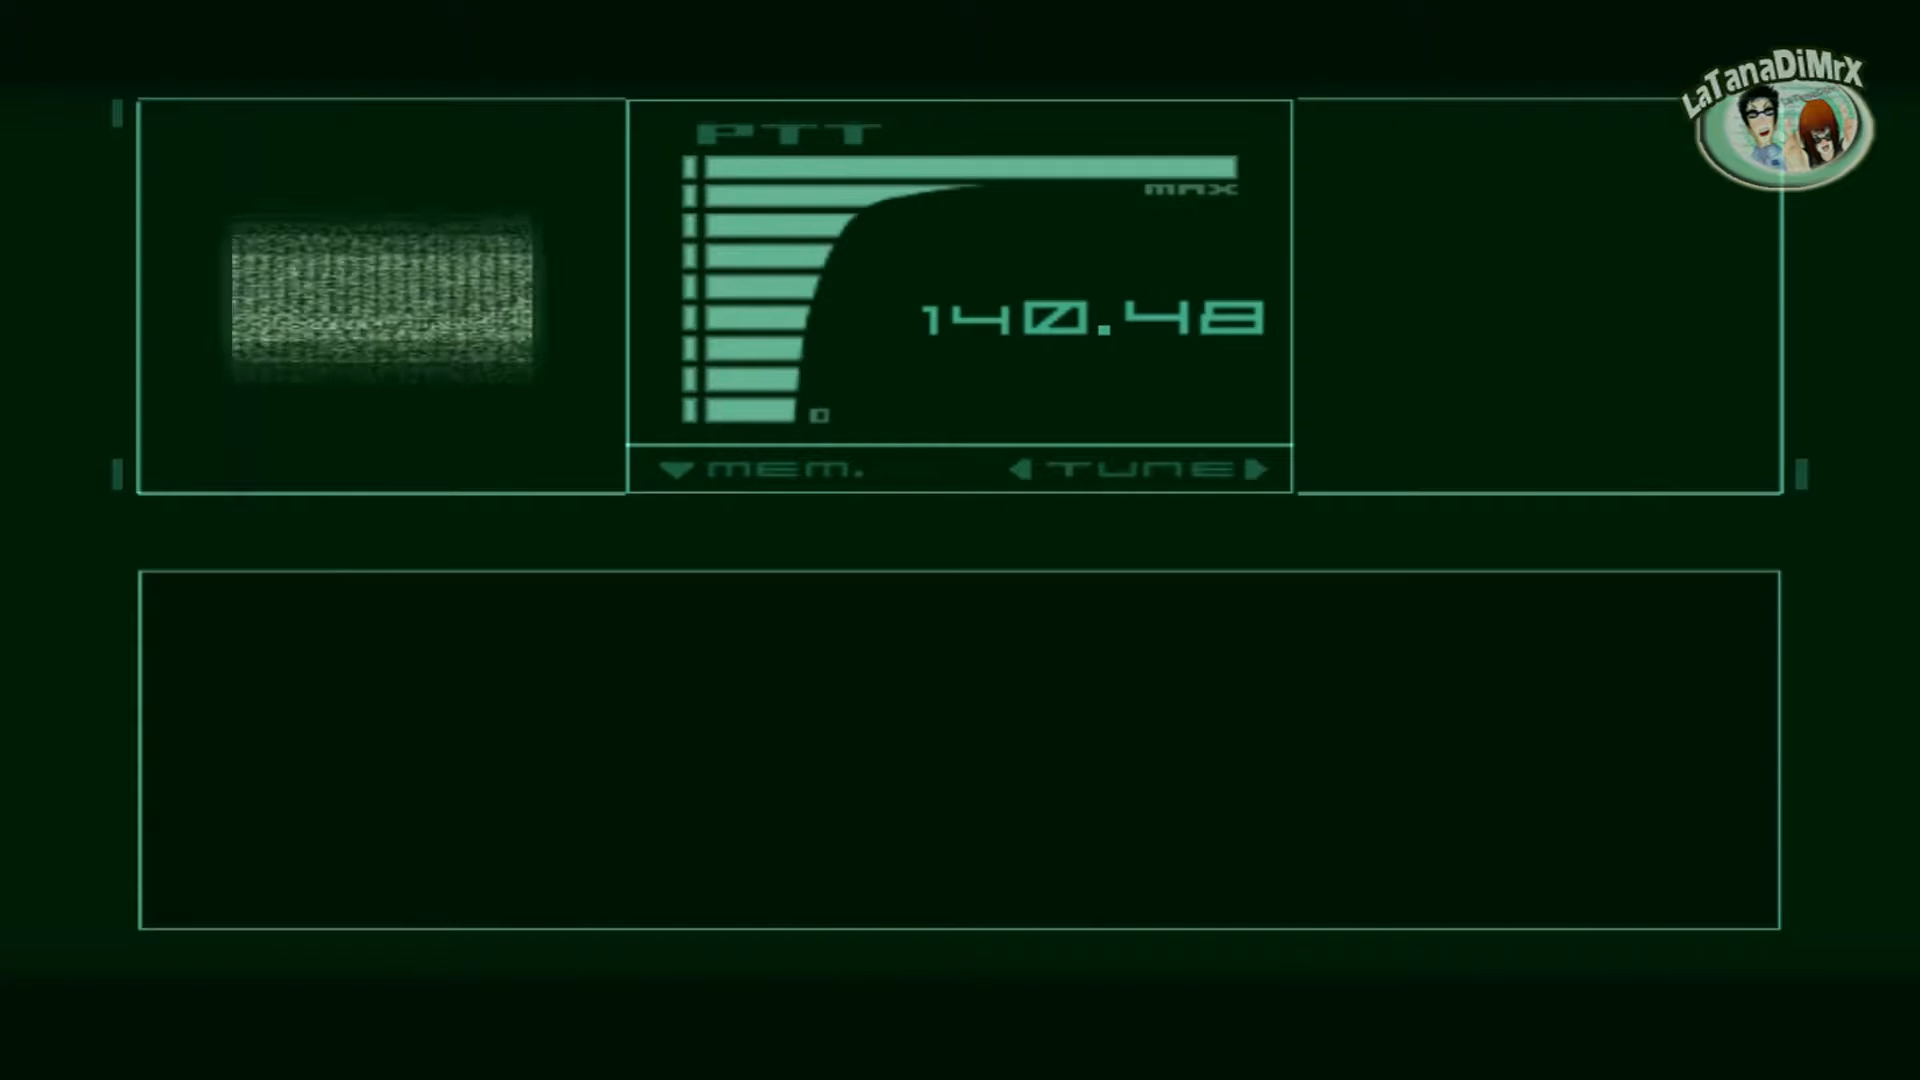 LaTanaDiMrX
PTT
MAX
140.48
0
MEM.
TUNE